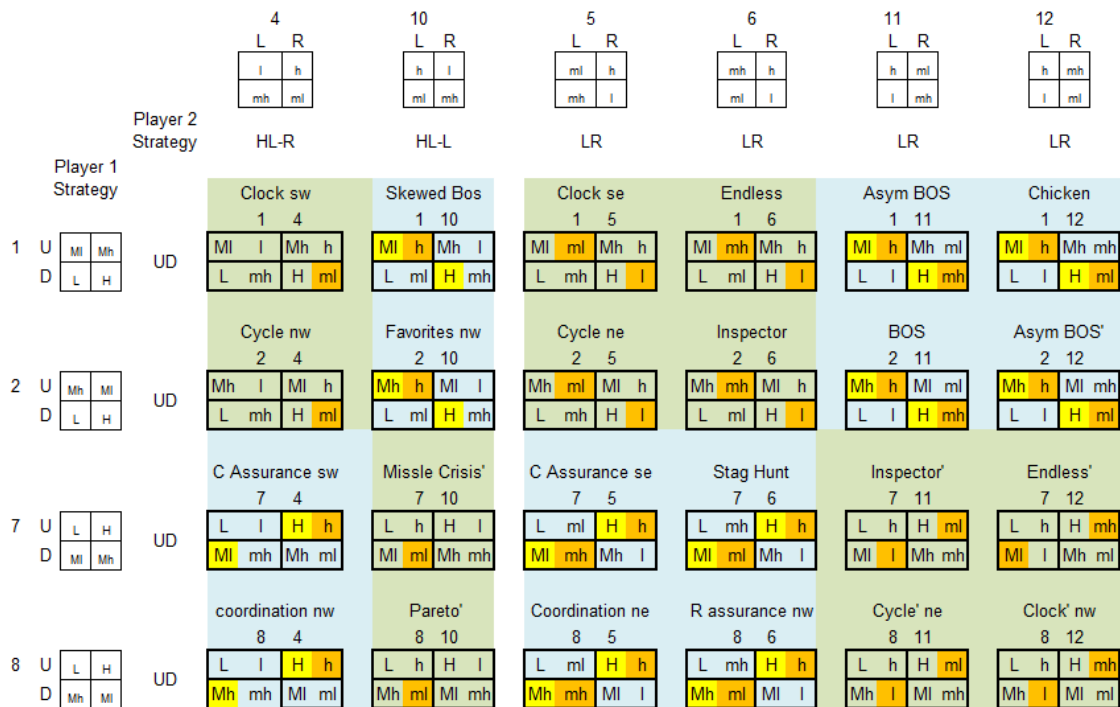 4 10 5 6 11 12
L R L R L R L R L R L R
l h h l ml h mh h h ml h mh
mh ml ml mh mh l ml l l mh l ml
Player 2
Strategy HL-R HL-L LR LR LR LR
Player 1
Strategy
Clock sw Skewed Bos Clock se Endless Asym BOS Chicken
1 4 1 10 1 5 1 6 1 11 1 12
1 U Ml Mh UD Ml l Mh h Ml h Mh l Ml ml Mh h Ml mh Mh h Ml h Mh ml Ml h Mh mh
D L H L mh H ml L ml H mh L mh H l L ml H l L l H mh L l H ml
Cycle nw Favorites nw Cycle ne Inspector BOS Asym BOS'
2 4 2 10 2 5 2 6 2 11 2 12
2 U Mh Ml UD Mh l Ml h Mh h Ml l Mh ml Ml h Mh mh Ml h Mh h Ml ml Mh h Ml mh
D L H L mh H ml L ml H mh L mh H l L ml H l L l H mh L l H ml
C Assurance sw Missle Crisis' C Assurance se Stag Hunt Inspector' Endless'
7 4 7 10 7 5 7 6 7 11 7 12
7 U L H UD L l H h L h H l L ml H h L mh H h L h H ml L h H mh
D Ml Mh Ml mh Mh ml Ml ml Mh mh Ml mh Mh l Ml ml Mh l Ml l Mh mh Ml l Mh ml
coordination nw Pareto' Coordination ne R assurance nw Cycle' ne Clock' nw
8 4 8 10 8 5 8 6 8 11 8 12
8 U L H UD L l H h L h H l L ml H h L mh H h L h H ml L h H mh
D Mh Ml Mh mh Ml ml Mh ml Ml mh Mh mh Ml l Mh ml Ml l Mh l Ml mh Mh l Ml ml